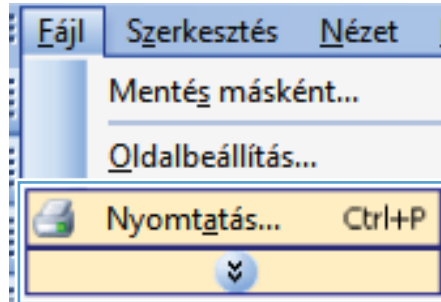 Fájl Szerkesztés Nézet
Mentés másként...
Oldalbeállítás...
Nyomtatás... Ctrl+P